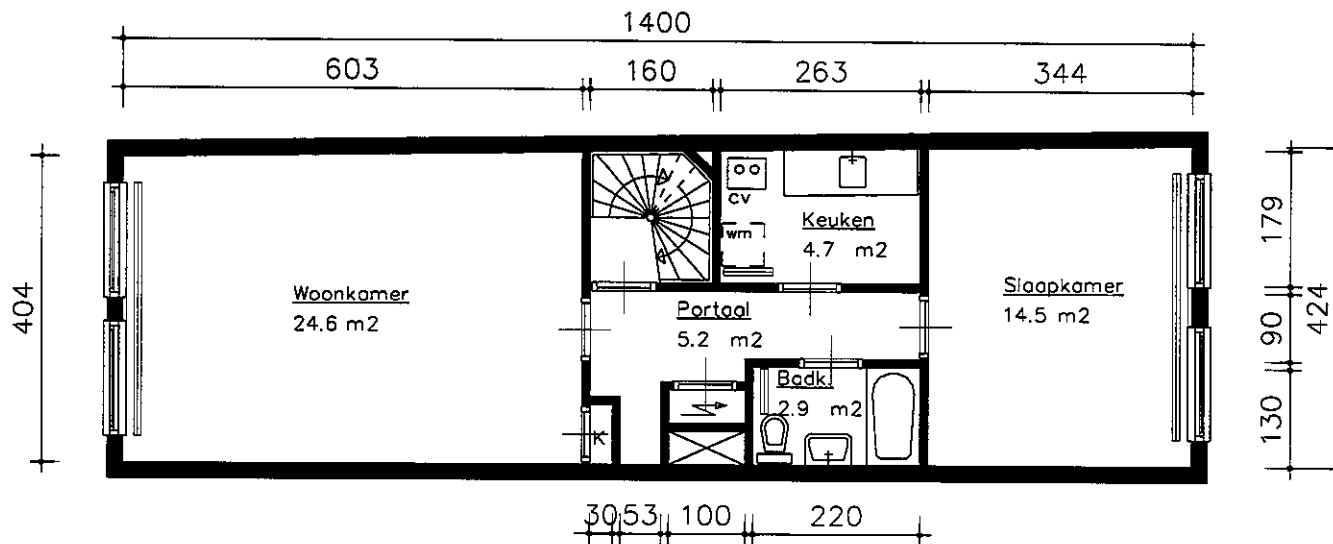 1400
603 160 263 344
404
Woonkamer
24.6 m2
cv
wm
Keuken
4.7 m2
Portaal
5.2 m2
Slaapkamer
14.5 m2
Badk.
2.9 m2
K
179
90
130
424
30 53 100 220